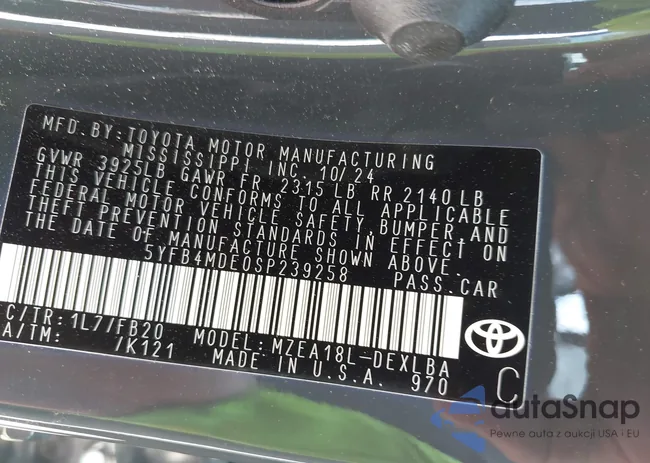 MFD.BY:TOYOTA MOTOR MANUFACTURING
MISSISSIPPI INC. 10/24
GVWR 3925LB GAWR FR 2315 LB RR 2140 LB
THIS VEHICLE CONFORMS TO ALL APPLICABLE
FEDERAL MOTOR VEHICLE SAFETY, BUMPER, AND
THEFT PREVENTION STANDARDS IN EFFECT ON
THE DATE OF MANUFACTURE SHOWN ABOVE.
5YFB4MDE0SP239258 PASS.CAR
C/TR: 1L7/FB20 MODEL: MZEA18L-DEXLBA
A/TM: /K121 MADE IN U.S.A. 970
C
autaSnap
Pewne auta z aukcji USA - EU